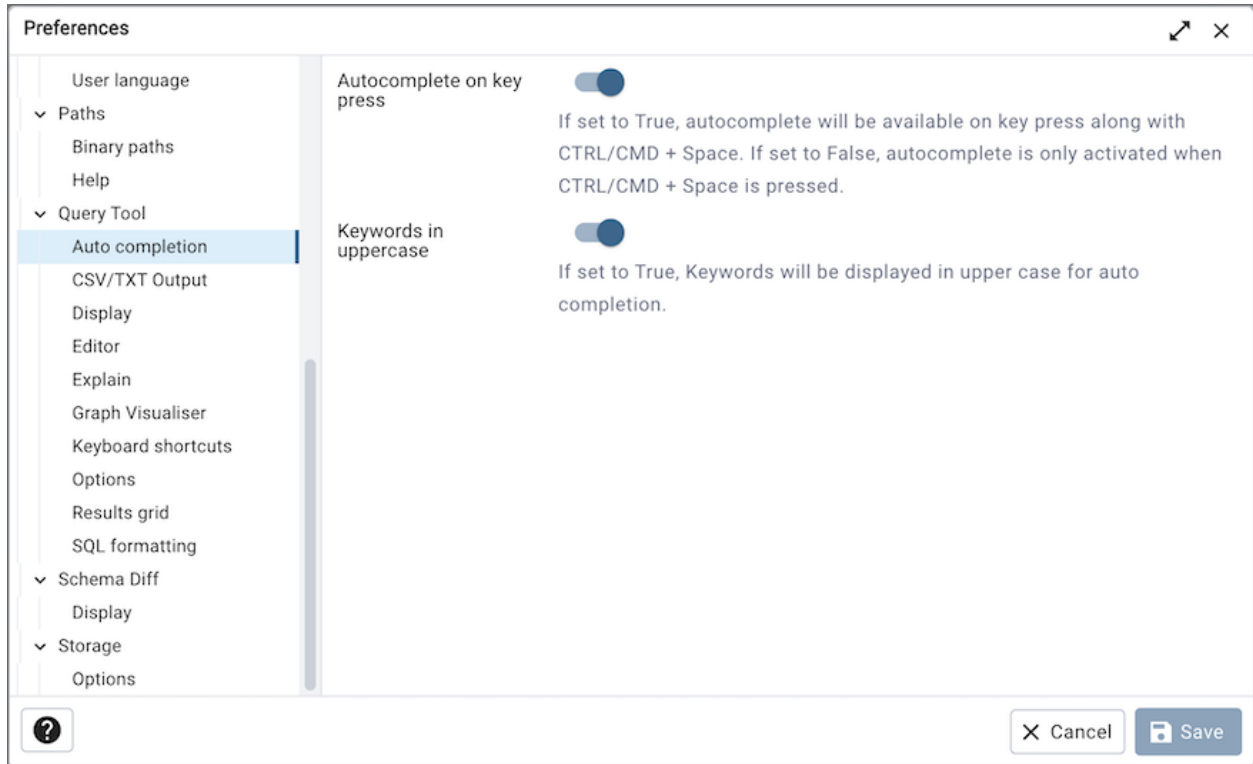 Preferences
User language
Paths
Binary paths
Help
Query Tool
Auto completion
CSV/TXT Output
Display
Editor
Explain
Graph Visualiser
Keyboard shortcuts
Options
Results grid
SQL formatting
Schema Diff
Display
Storage
Options
Autocomplete on key
press
If set to True, autocomplete will be available on key press along with
CTRL/CMD + Space. If set to False, autocomplete is only activated when
CTRL/CMD + Space is pressed.
Keywords in
uppercase
If set to True, Keywords will be displayed in upper case for auto
completion.
?
Cancel
Save